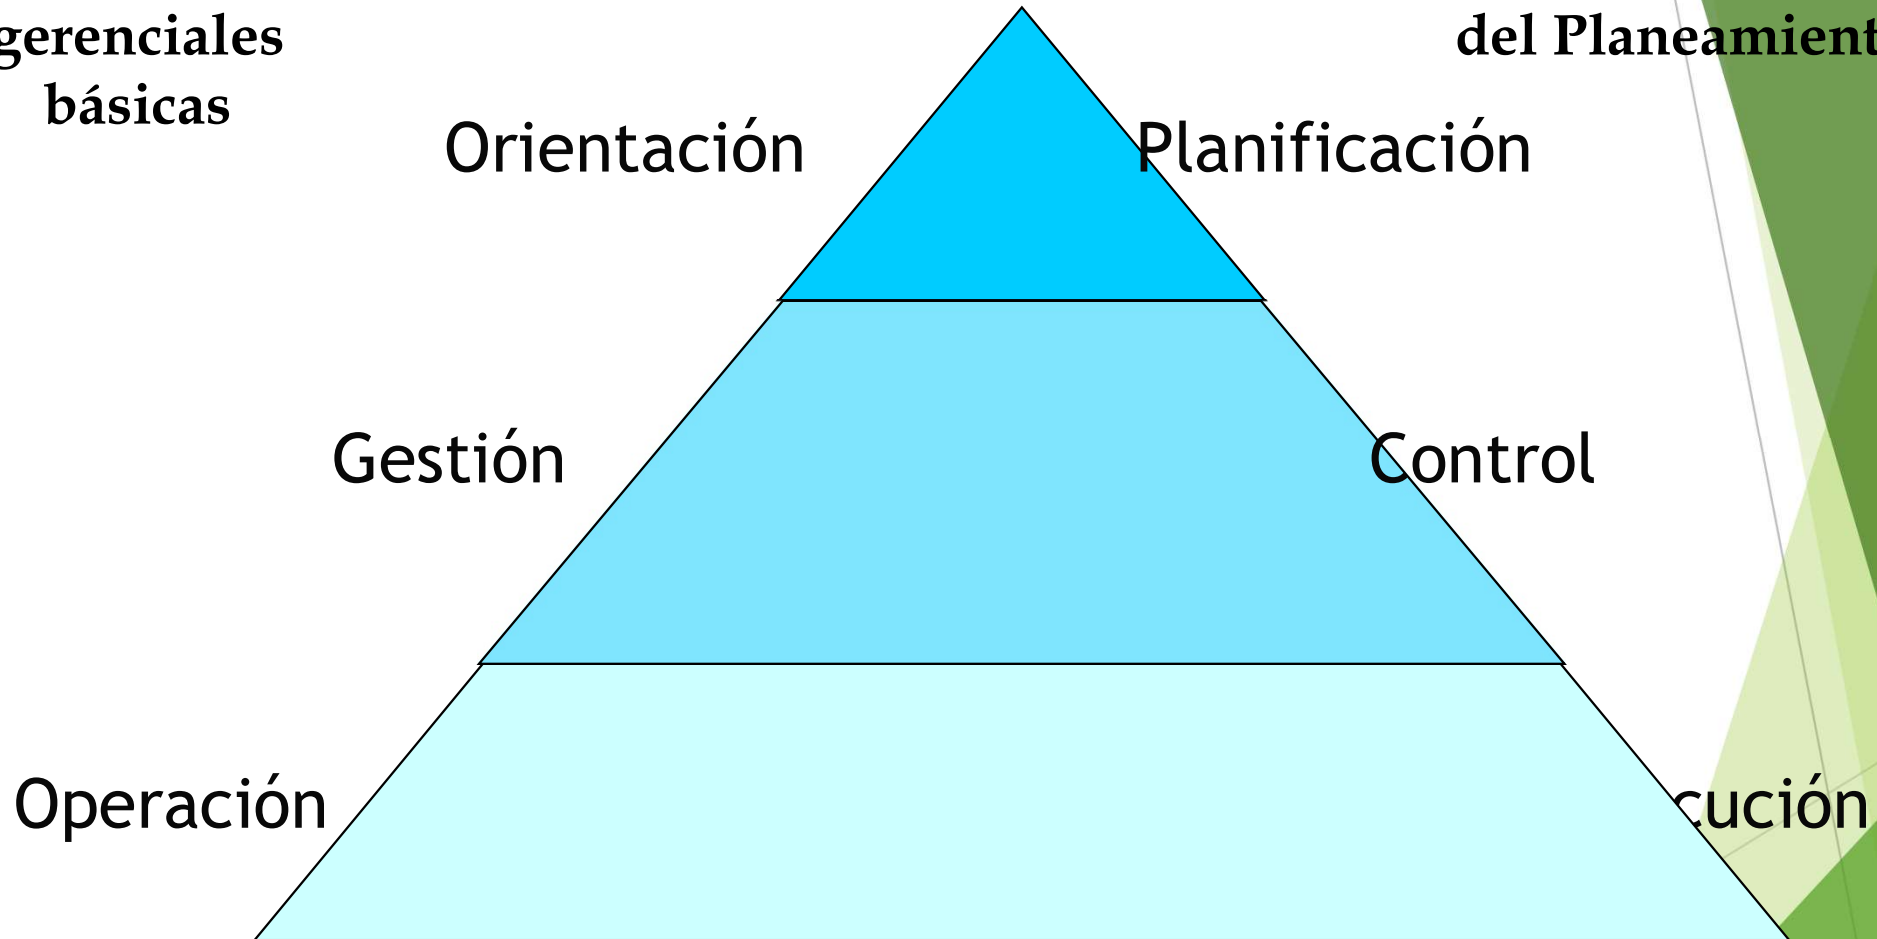 gerenciales
básicas
del Planeamient
Orientación
Planificación
Gestión
Control
Operación
cución